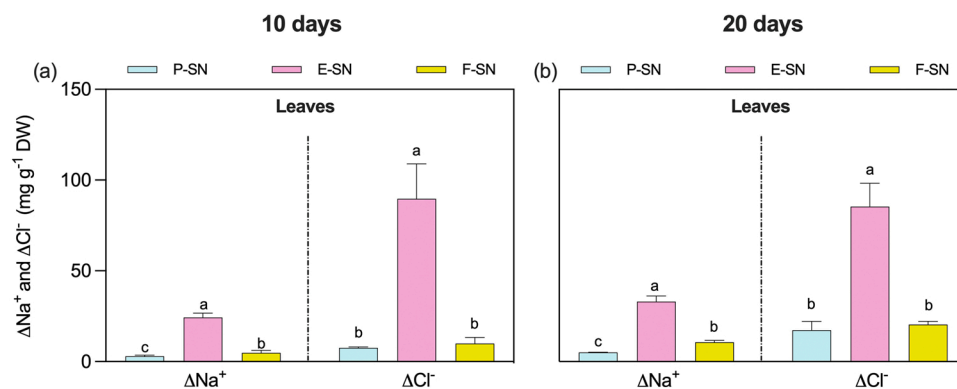 10 days
20 days
(a)
P-SN E-SN F-SN
(b)
P-SN E-SN F-SN
ΔNa⁺ and ΔCl⁻ (mg g⁻¹ DW)
150
100
50
0
Leaves
c a b b a b
ΔNa⁺ ΔCl⁻
Leaves
c a b b a b
ΔNa⁺ ΔCl⁻